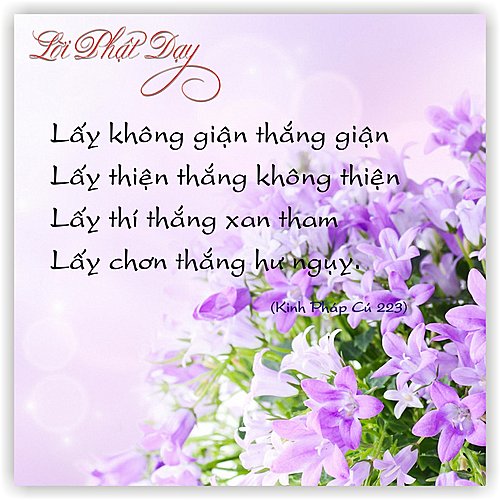 Lời Phật Dạy
Lấy không giận thắng giận
Lấy thiện thắng không thiện
Lấy thí thắng xan tham
Lấy chơn thắng hư ngụy.
(Kinh Pháp Cú 223)